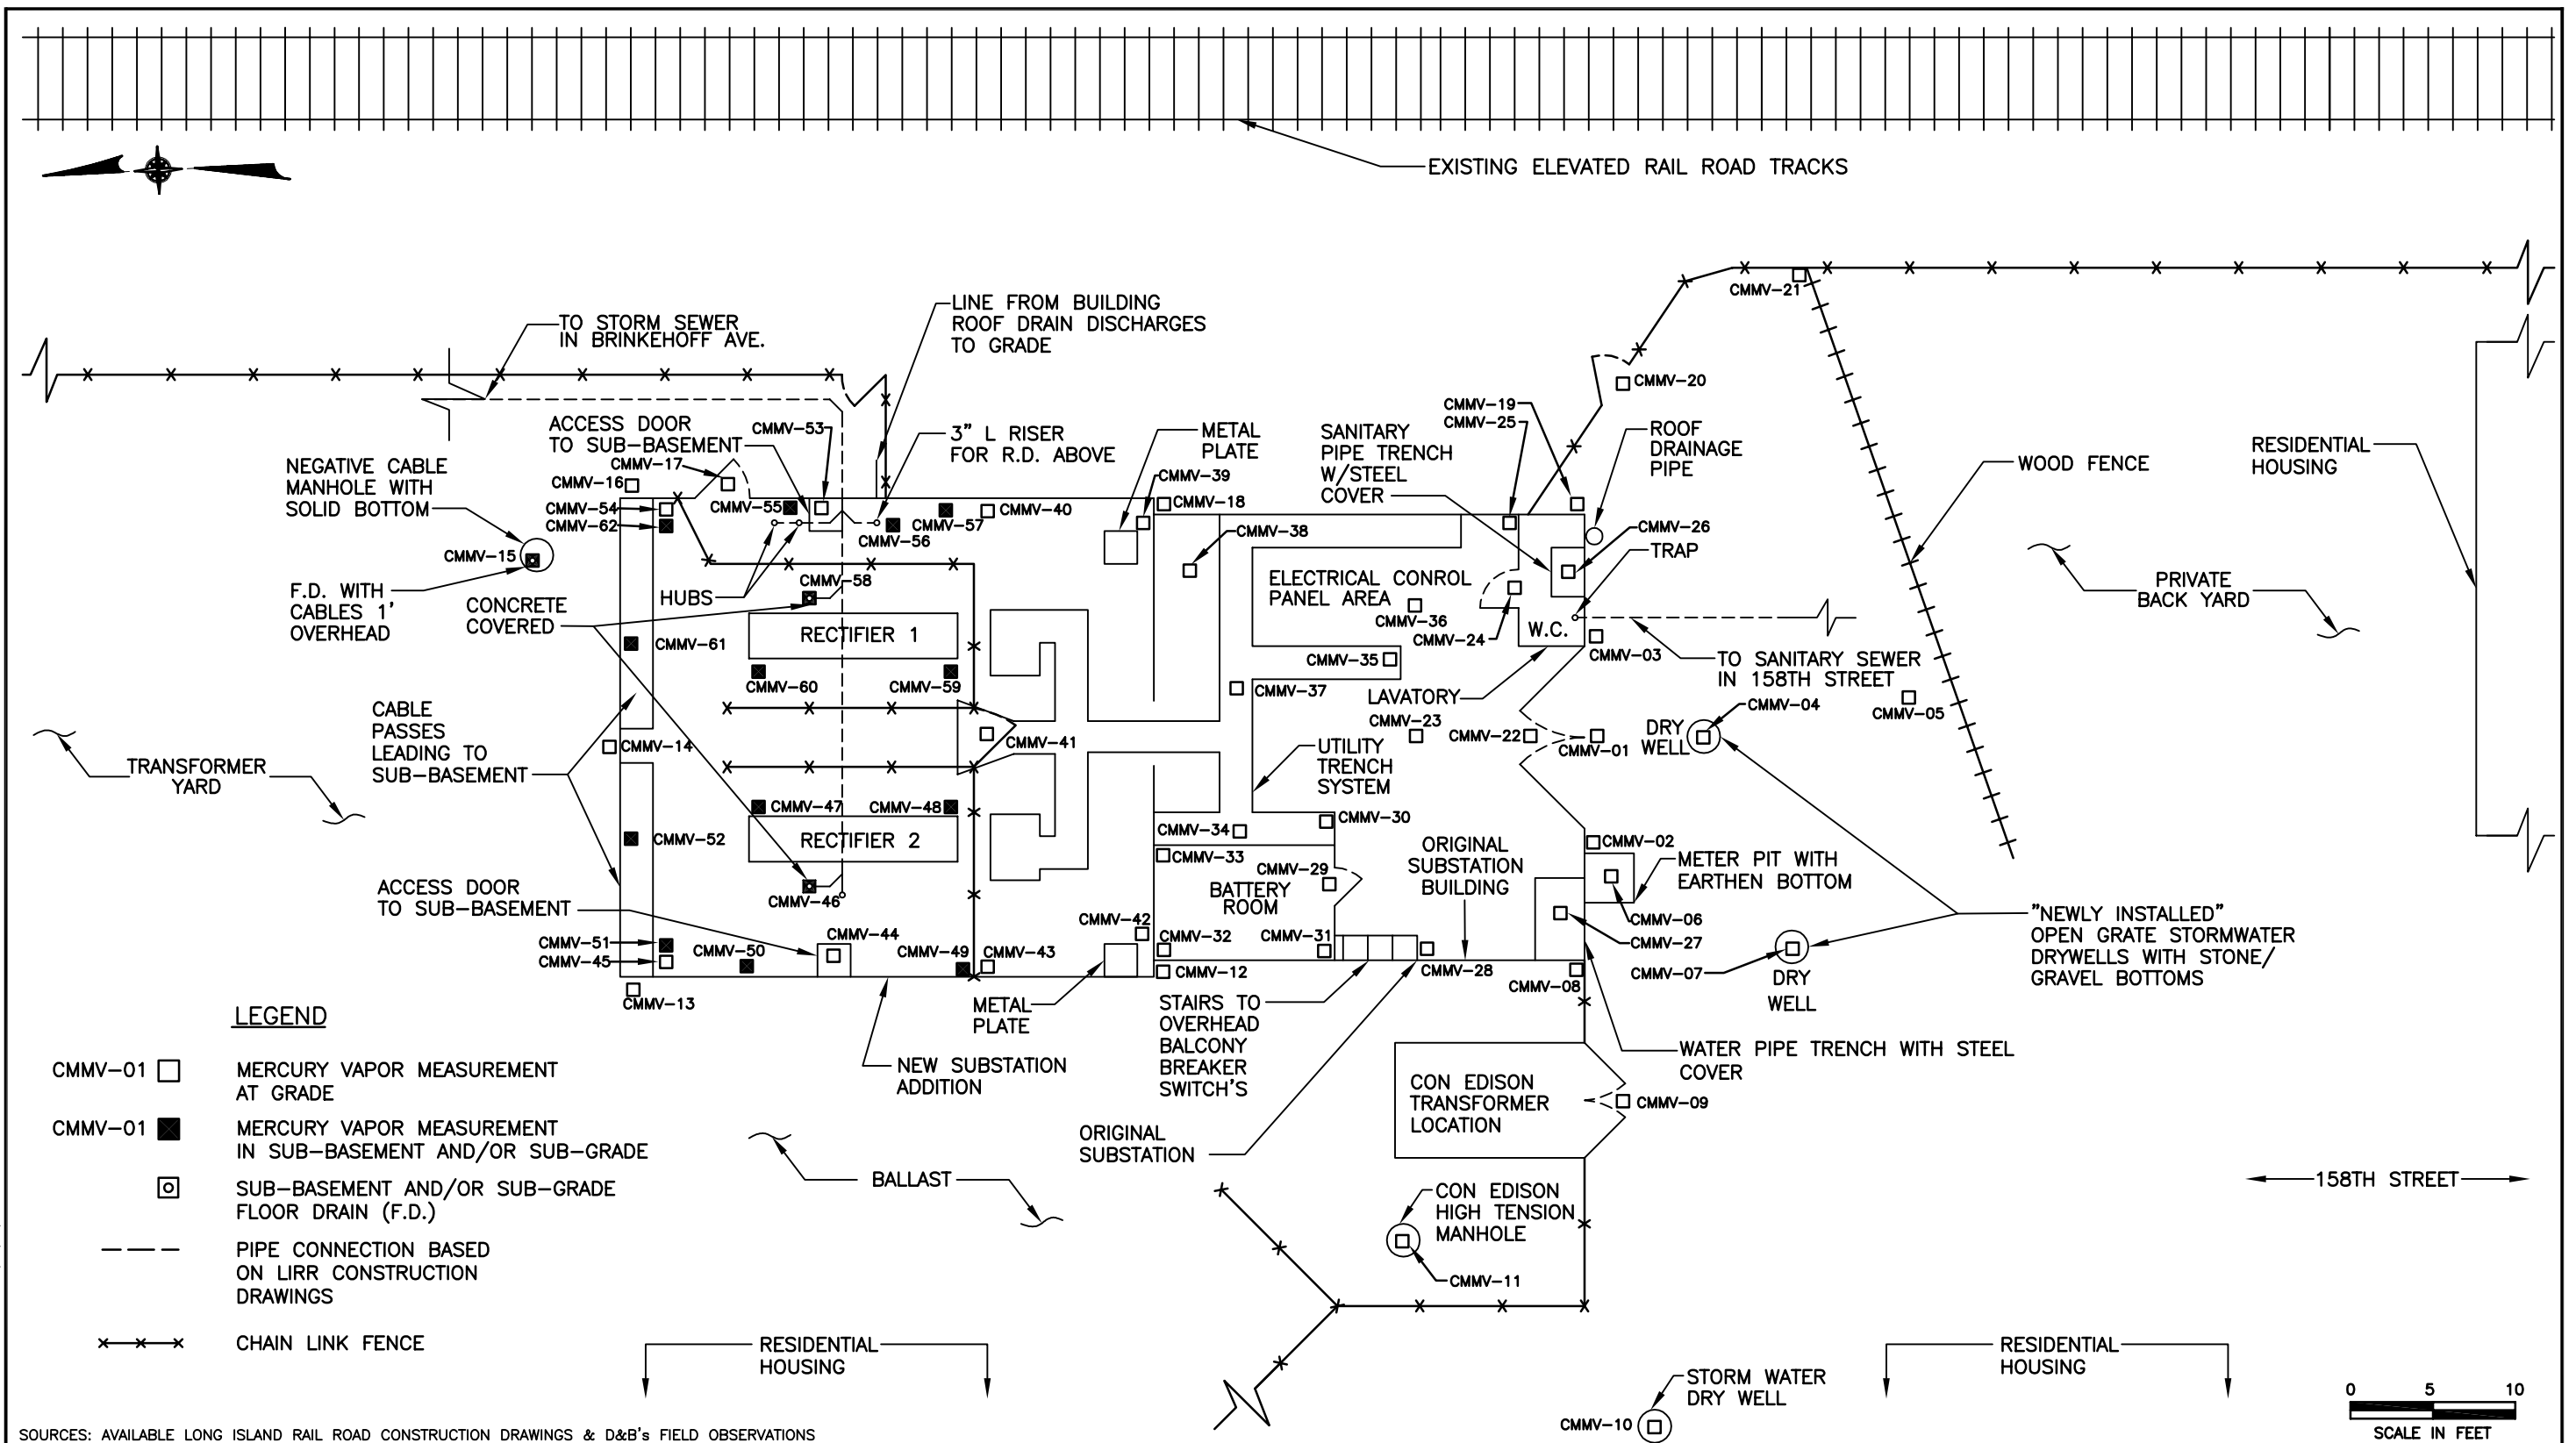 EXISTING ELEVATED RAIL ROAD TRACKS
CMMV-21
LINE FROM BUILDING
ROOF DRAIN DISCHARGES
TO GRADE
TO STORM SEWER
IN BRINKEHOFF AVE.
CMMV-20
ACCESS DOOR
TO SUB-BASEMENT
CMMV-53
3" L RISER
FOR R.D. ABOVE
METAL
PLATE
SANITARY
PIPE TRENCH
W/STEEL
COVER
CMMV-19
CMMV-25
ROOF
DRAINAGE
PIPE
WOOD FENCE
RESIDENTIAL
HOUSING
NEGATIVE CABLE
MANHOLE WITH
SOLID BOTTOM
CMMV-17
CMMV-16
CMMV-54
CMMV-62
CMMV-55
CMMV-56
CMMV-57
CMMV-40
CMMV-39
CMMV-18
CMMV-38
CMMV-26
TRAP
CMMV-15
F.D. WITH
CABLES 1'
OVERHEAD
CONCRETE
COVERED
HUBS
CMMV-58
ELECTRICAL CONROL
PANEL AREA
CMMV-36
CMMV-24
W.C.
PRIVATE
BACK YARD
RECTIFIER 1
CMMV-61
CMMV-60
CMMV-59
CMMV-35
CMMV-37
CMMV-03
LAVATORY
TO SANITARY SEWER
IN 158TH STREET
CMMV-05
CMMV-04
CABLE
PASSES
LEADING TO
SUB-BASEMENT
CMMV-14
CMMV-41
CMMV-23
CMMV-22
CMMV-01
DRY
WELL
UTILITY
TRENCH
SYSTEM
TRANSFORMER
YARD
CMMV-47
CMMV-48
RECTIFIER 2
CMMV-52
CMMV-34
CMMV-30
CMMV-33
CMMV-29
BATTERY
ROOM
ORIGINAL
SUBSTATION
BUILDING
CMMV-02
METER PIT WITH
EARTHEN BOTTOM
ACCESS DOOR
TO SUB-BASEMENT
CMMV-46
CMMV-44
CMMV-42
CMMV-32
CMMV-31
CMMV-06
CMMV-27
CMMV-07
"NEWLY INSTALLED"
OPEN GRATE STORMWATER
DRYWELLS WITH STONE/
GRAVEL BOTTOMS
CMMV-51
CMMV-45
CMMV-50
CMMV-49
CMMV-43
CMMV-12
CMMV-28
CMMV-08
DRY
WELL
CMMV-13
METAL
PLATE
STAIRS TO
OVERHEAD
BALCONY
BREAKER
SWITCH'S
NEW SUBSTATION
ADDITION
WATER PIPE TRENCH WITH STEEL
COVER
CON EDISON
TRANSFORMER
LOCATION
CMMV-09
ORIGINAL
SUBSTATION
BALLAST
158TH STREET
CON EDISON
HIGH TENSION
MANHOLE
CMMV-11
LEGEND
CMMV-01
MERCURY VAPOR MEASUREMENT
AT GRADE
CMMV-01
MERCURY VAPOR MEASUREMENT
IN SUB-BASEMENT AND/OR SUB-GRADE
SUB-BASEMENT AND/OR SUB-GRADE
FLOOR DRAIN (F.D.)
PIPE CONNECTION BASED
ON LIRR CONSTRUCTION
DRAWINGS
CHAIN LINK FENCE
RESIDENTIAL
HOUSING
RESIDENTIAL
HOUSING
STORM WATER
DRY WELL
CMMV-10
0 5 10
SCALE IN FEET
SOURCES: AVAILABLE LONG ISLAND RAIL ROAD CONSTRUCTION DRAWINGS & D&B's FIELD OBSERVATIONS